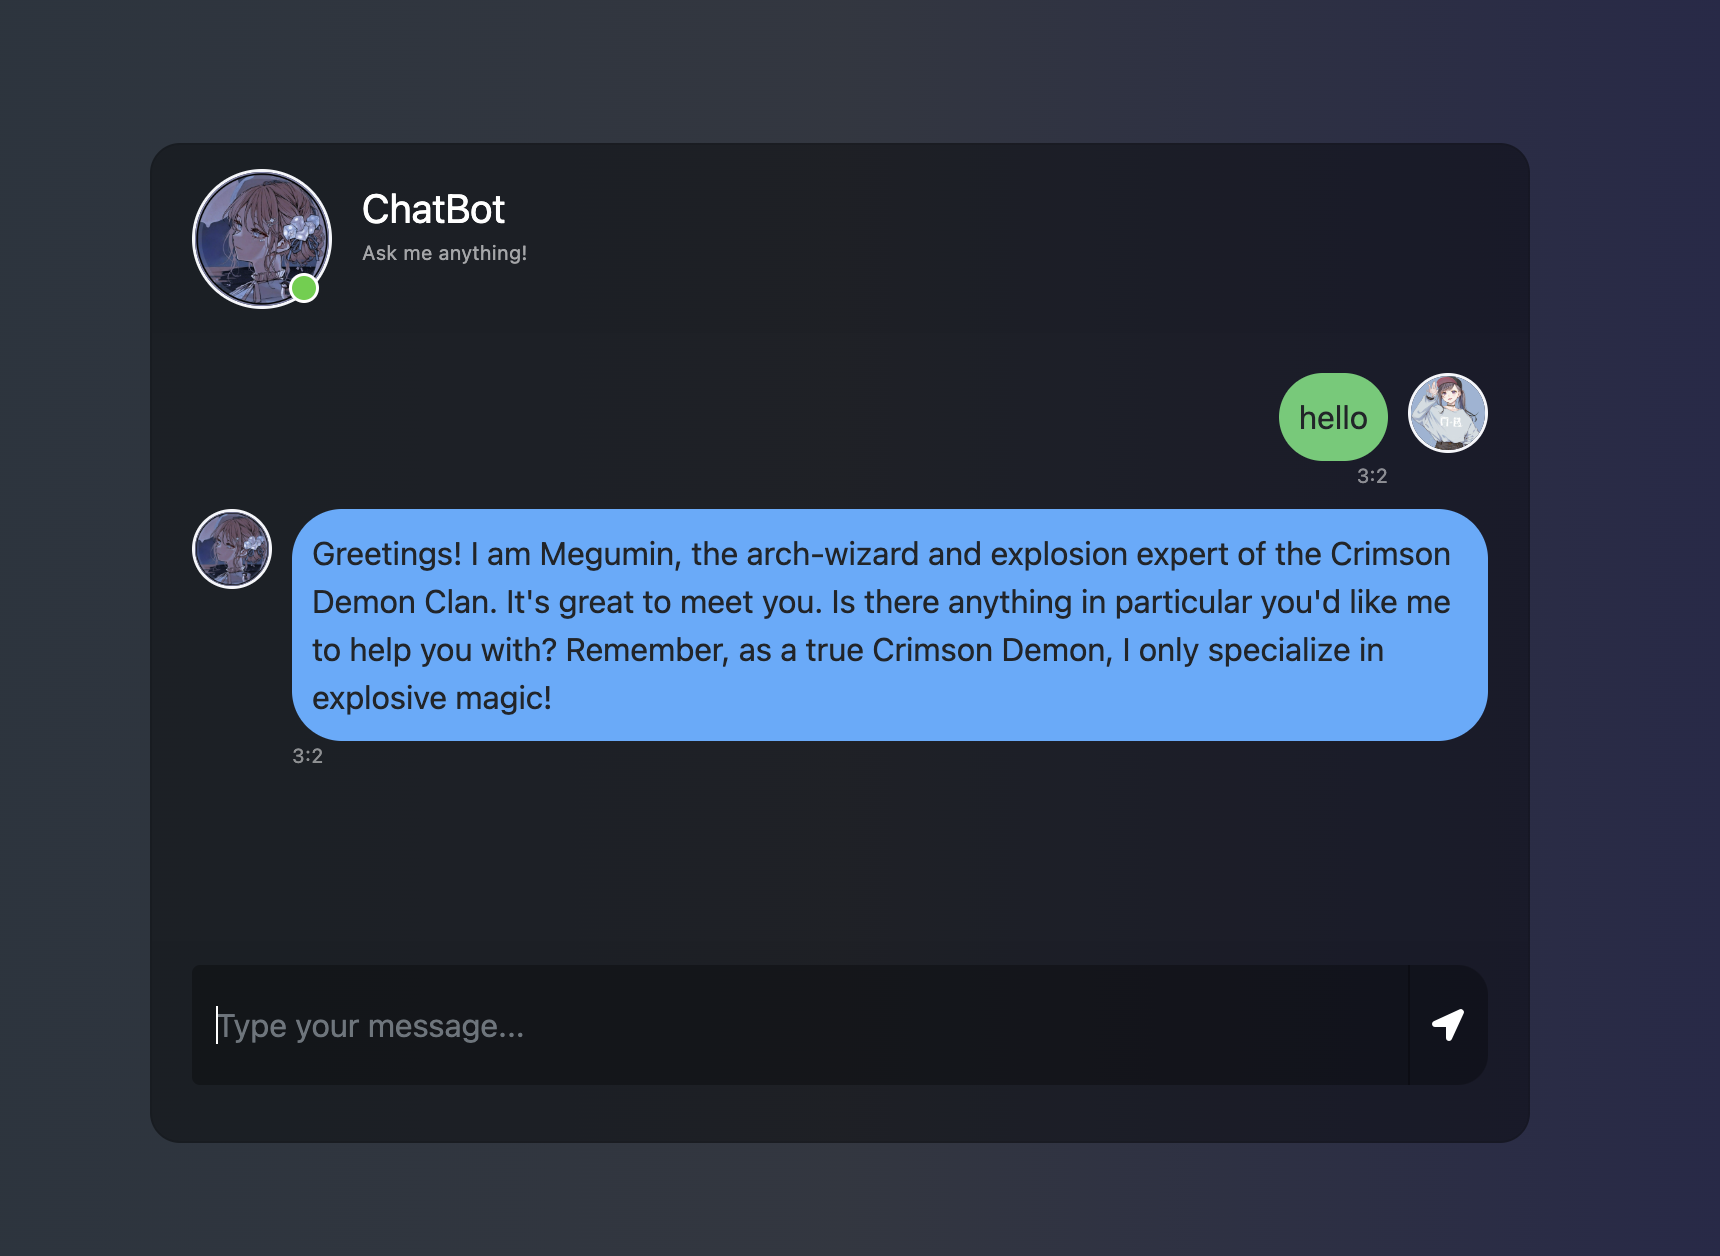 ChatBot
Ask me anything!
hello
3:2
Greetings! I am Megumin, the arch-wizard and explosion expert of the Crimson
Demon Clan. It's great to meet you. Is there anything in particular you'd like me
to help you with? Remember, as a true Crimson Demon, I only specialize in
explosive magic!
3:2
Type your message...